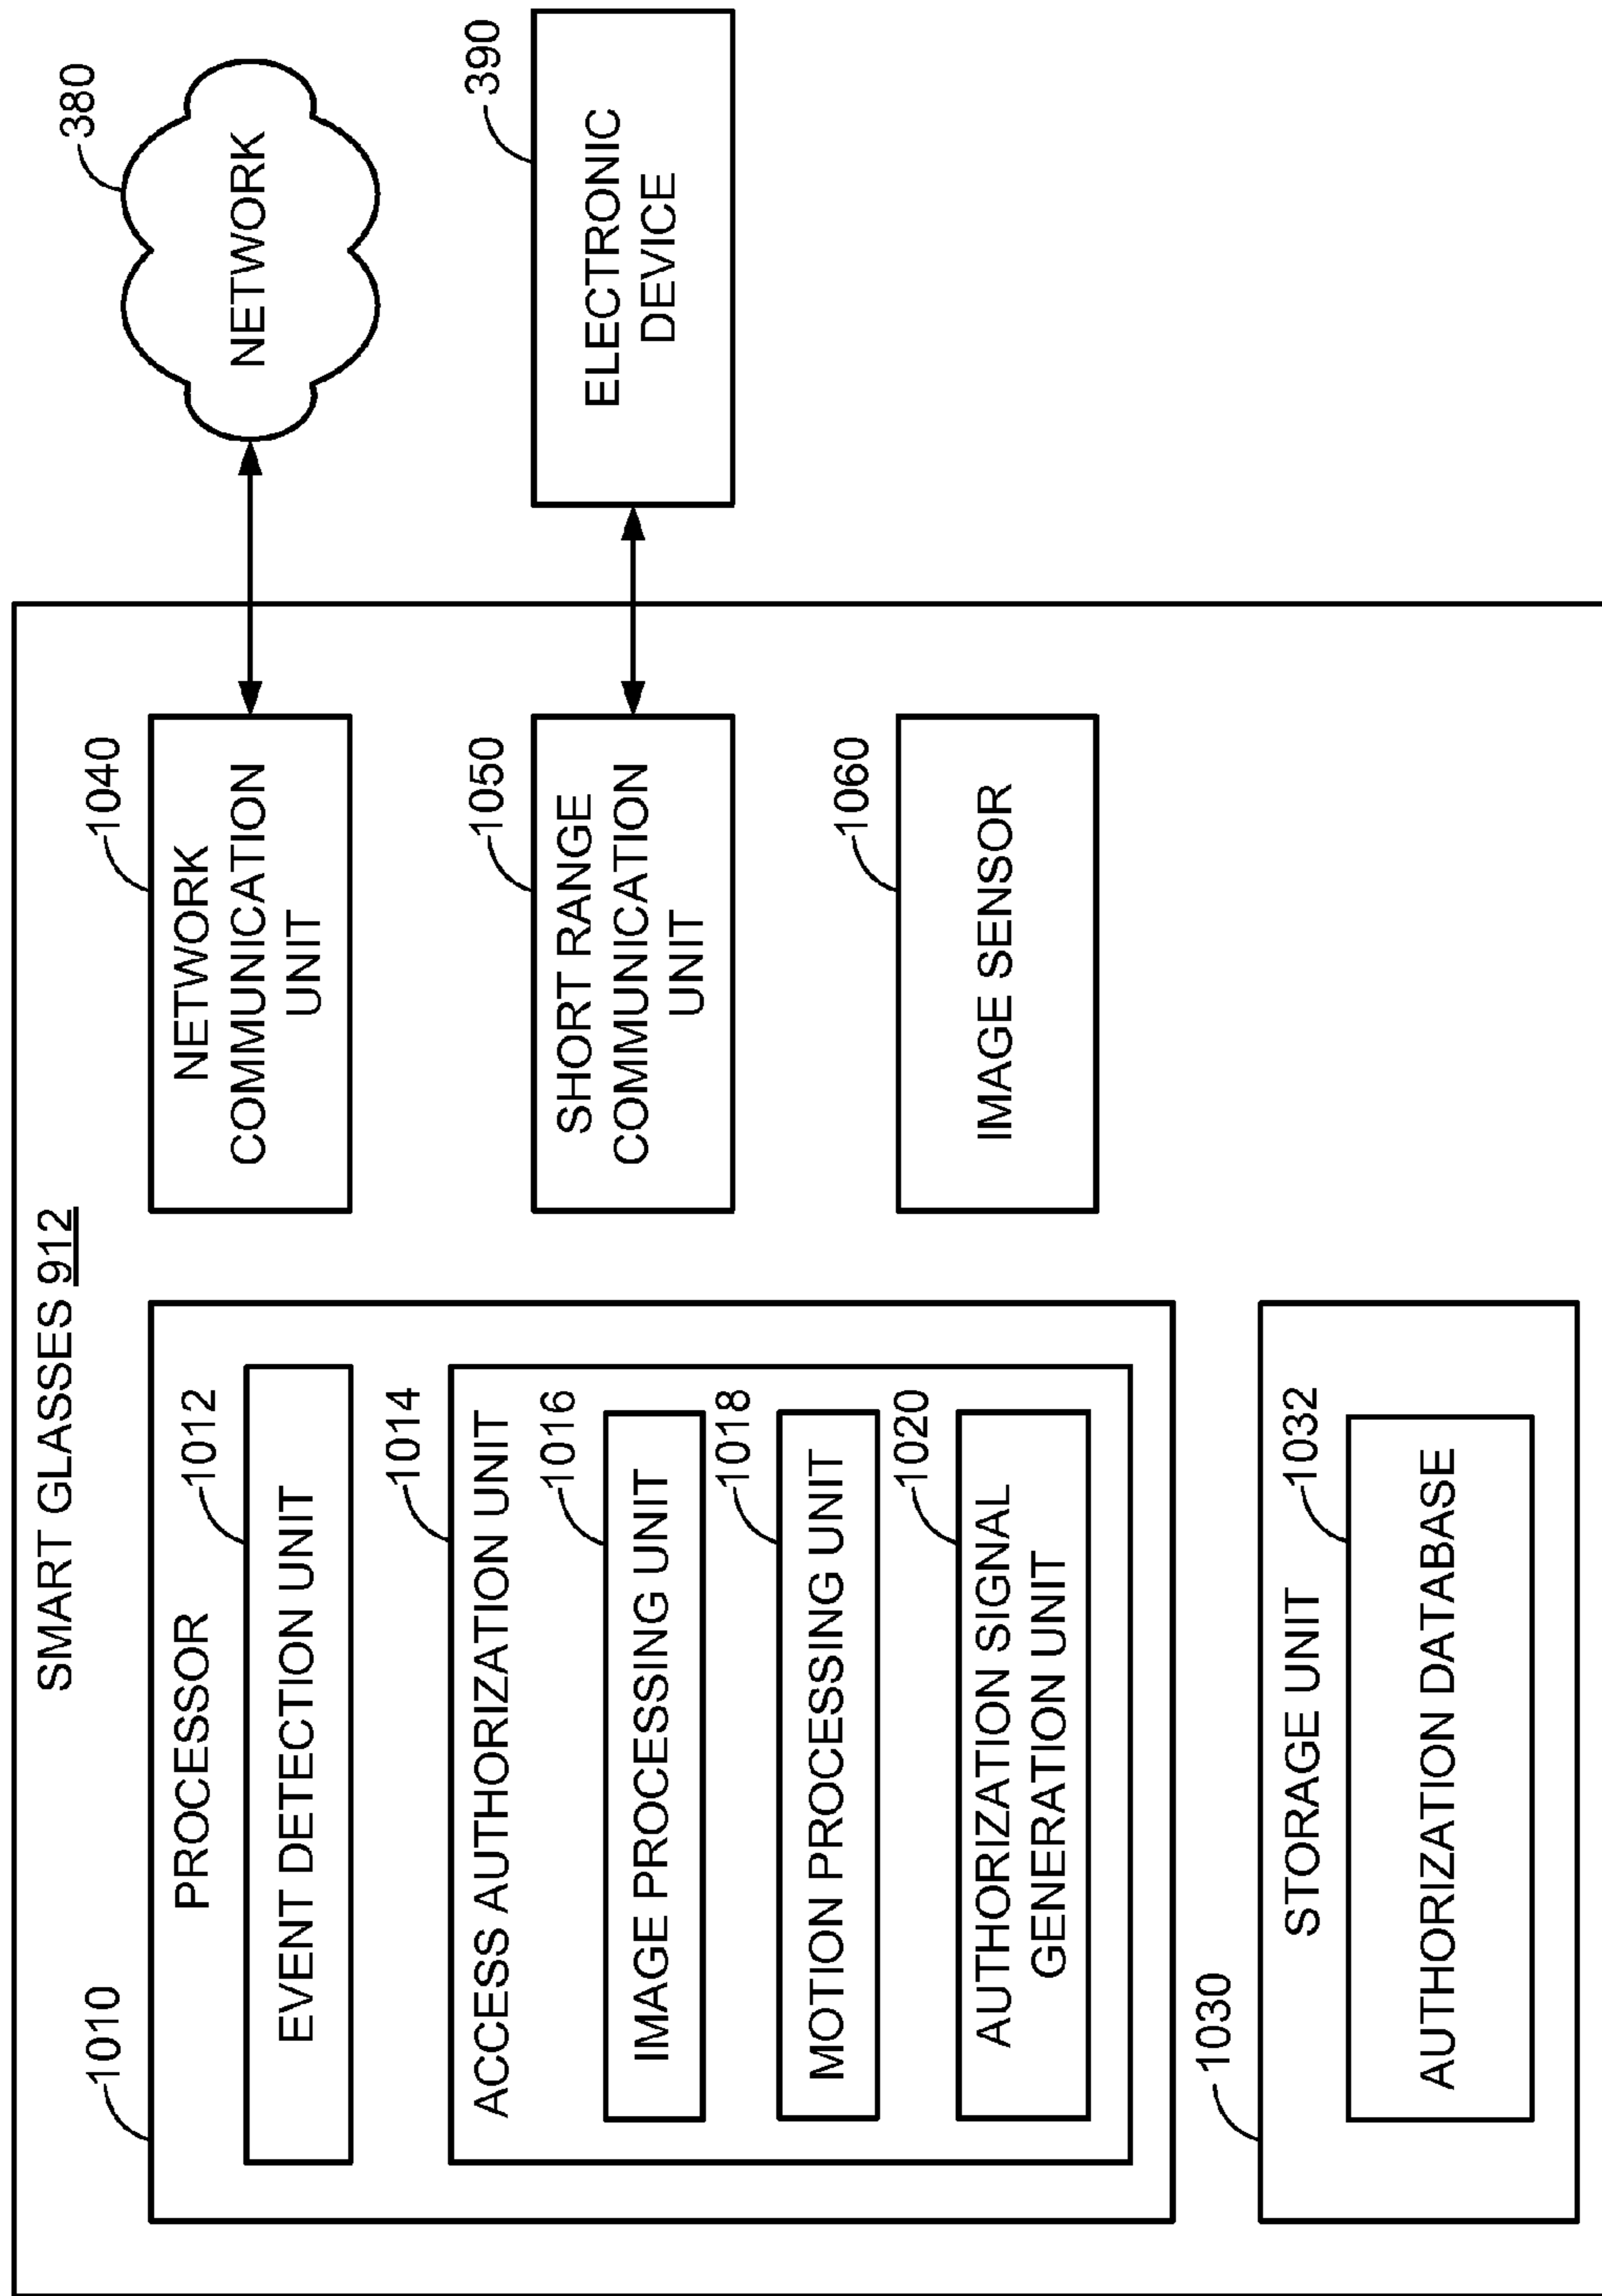 SMART GLASSES 912
1010
PROCESSOR
1012
EVENT DETECTION UNIT
1014
ACCESS AUTHORIZATION UNIT
1016
IMAGE PROCESSING UNIT
1018
MOTION PROCESSING UNIT
1020
AUTHORIZATION SIGNAL
GENERATION UNIT
1030
STORAGE UNIT
1032
AUTHORIZATION DATABASE
1040
NETWORK
COMMUNICATION
UNIT
1050
SHORT RANGE
COMMUNICATION
UNIT
1060
IMAGE SENSOR
380
NETWORK
390
ELECTRONIC
DEVICE